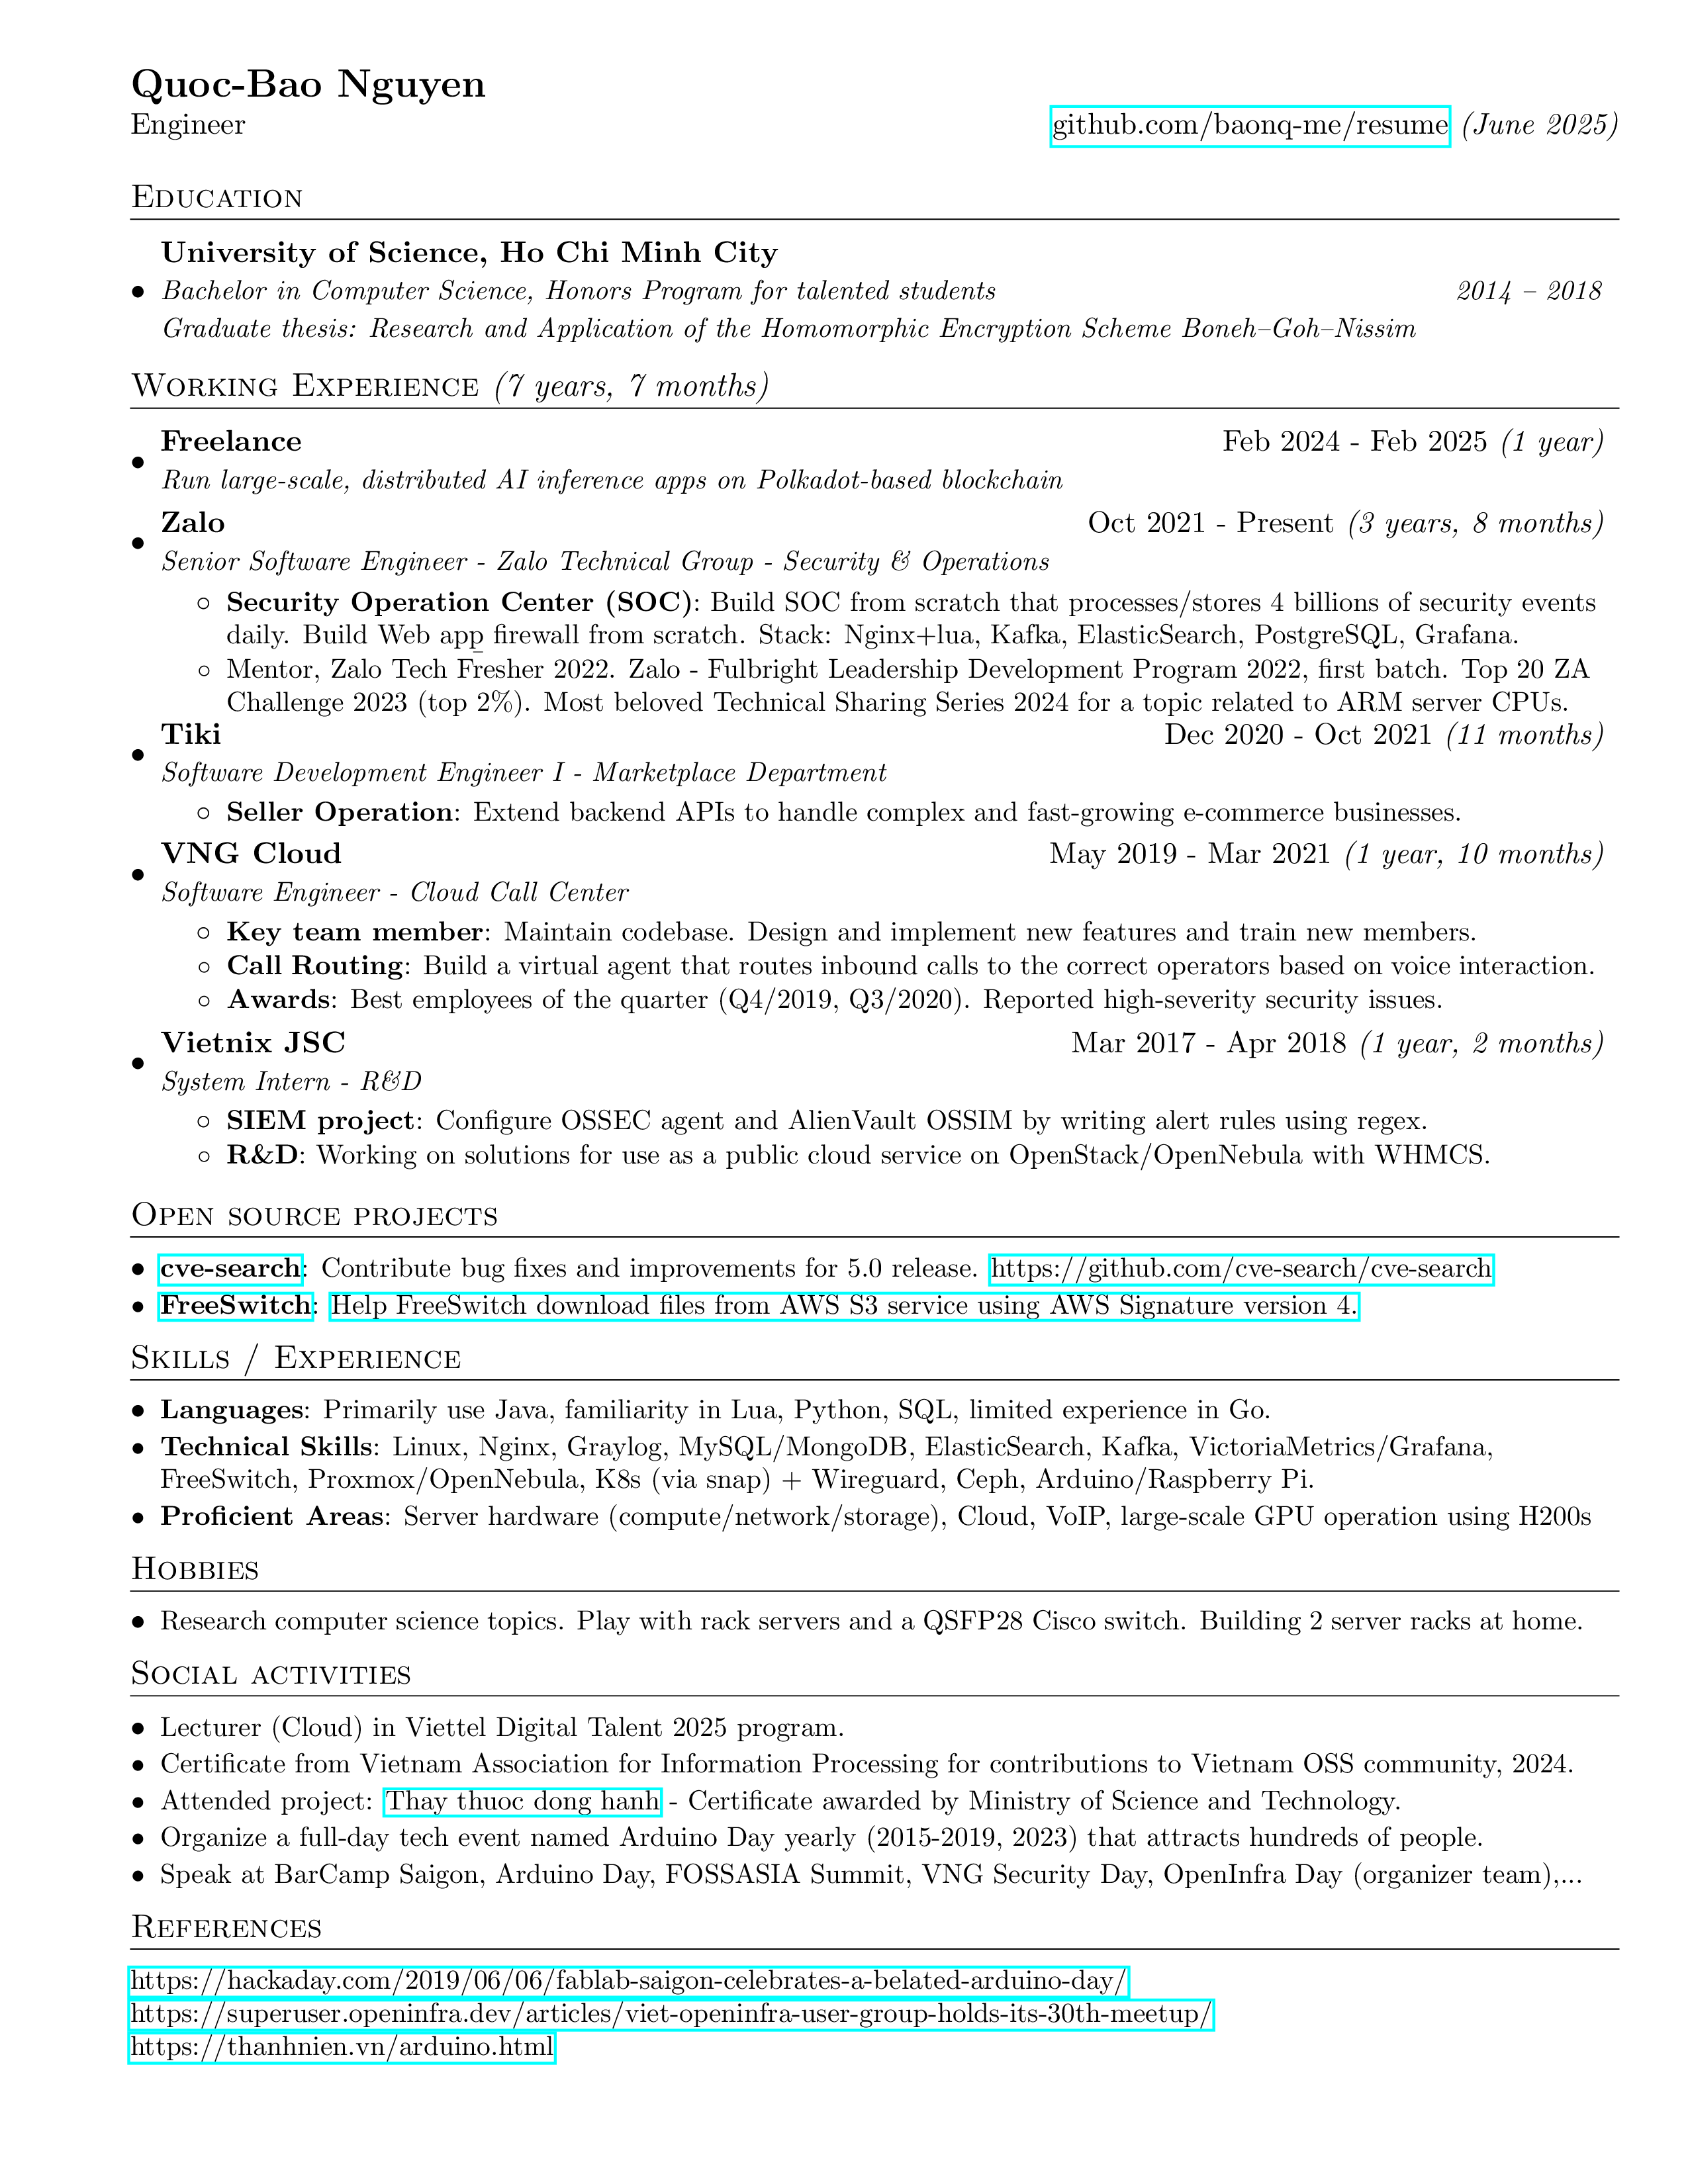 Quoc-Bao Nguyen
Engineer github.com/baonq-me/resume (June 2025)
Education
University of Science, Ho Chi Minh City
• Bachelor in Computer Science, Honors Program for talented students 2014 – 2018
Graduate thesis: Research and Application of the Homomorphic Encryption Scheme Boneh–Goh–Nissim
Working Experience (7 years, 7 months)
• Freelance Feb 2024 - Feb 2025 (1 year)
Run large-scale, distributed AI inference apps on Polkadot-based blockchain
• Zalo Oct 2021 - Present (3 years, 8 months)
Senior Software Engineer - Zalo Technical Group - Security & Operations
◦ Security Operation Center (SOC): Build SOC from scratch that processes/stores 4 billions of security events
daily. Build Web app firewall from scratch. Stack: Nginx+lua, Kafka, ElasticSearch, PostgreSQL, Grafana.
◦ Mentor, Zalo Tech Fresher 2022. Zalo - Fulbright Leadership Development Program 2022, first batch. Top 20 ZA
Challenge 2023 (top 2%). Most beloved Technical Sharing Series 2024 for a topic related to ARM server CPUs.
• Tiki Dec 2020 - Oct 2021 (11 months)
Software Development Engineer I - Marketplace Department
◦ Seller Operation: Extend backend APIs to handle complex and fast-growing e-commerce businesses.
• VNG Cloud May 2019 - Mar 2021 (1 year, 10 months)
Software Engineer - Cloud Call Center
◦ Key team member: Maintain codebase. Design and implement new features and train new members.
◦ Call Routing: Build a virtual agent that routes inbound calls to the correct operators based on voice interaction.
◦ Awards: Best employees of the quarter (Q4/2019, Q3/2020). Reported high-severity security issues.
• Vietnix JSC Mar 2017 - Apr 2018 (1 year, 2 months)
System Intern - R&D
◦ SIEM project: Configure OSSEC agent and AlienVault OSSIM by writing alert rules using regex.
◦ R&D: Working on solutions for use as a public cloud service on OpenStack/OpenNebula with WHMCS.
Open source projects
• cve-search: Contribute bug fixes and improvements for 5.0 release. https://github.com/cve-search/cve-search
• FreeSwitch: Help FreeSwitch download files from AWS S3 service using AWS Signature version 4.
Skills / Experience
• Languages: Primarily use Java, familiarity in Lua, Python, SQL, limited experience in Go.
• Technical Skills: Linux, Nginx, Graylog, MySQL/MongoDB, ElasticSearch, Kafka, VictoriaMetrics/Grafana,
FreeSwitch, Proxmox/OpenNebula, K8s (via snap) + Wireguard, Ceph, Arduino/Raspberry Pi.
• Proficient Areas: Server hardware (compute/network/storage), Cloud, VoIP, large-scale GPU operation using H200s
Hobbies
• Research computer science topics. Play with rack servers and a QSFP28 Cisco switch. Building 2 server racks at home.
Social activities
• Lecturer (Cloud) in Viettel Digital Talent 2025 program.
• Certificate from Vietnam Association for Information Processing for contributions to Vietnam OSS community, 2024.
• Attended project: Thay thuoc dong hanh - Certificate awarded by Ministry of Science and Technology.
• Organize a full-day tech event named Arduino Day yearly (2015-2019, 2023) that attracts hundreds of people.
• Speak at BarCamp Saigon, Arduino Day, FOSSASIA Summit, VNG Security Day, OpenInfra Day (organizer team),...
References
https://hackaday.com/2019/06/06/fablab-saigon-celebrates-a-belated-arduino-day/
https://superuser.openinfra.dev/articles/viet-openinfra-user-group-holds-its-30th-meetup/
https://thanhnien.vn/arduino.html